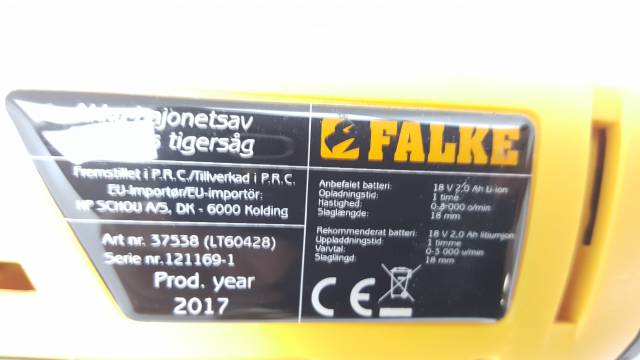 Akku bajonetsav
tigersåg
Fremstillet i P.R.C./Tillverkad i P.R.C.
EU-Importør/EU-importör:
HP SCHOU A/S, DK - 6000 Kolding
Art nr. 37538 (LT60428)
Serie nr.121169-1
Prod. year
2017
FALKE
Anbefalet batteri: 18 V 2,0 Ah Li-ion
Opladningstid: 1 time
Hastighed: 0-3 000 o/min
Slaglængde: 18 mm
Rekommenderat batteri: 18 V 2,0 Ah litiumjon
Uppladdningstid: 1 timme
Varvtal: 0-3 000 v/min
Slaglängd: 18 mm
CE